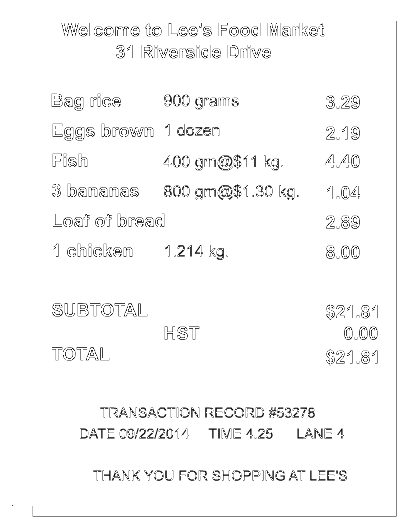 Welcome to Lee's Food Market
31 Riverside Drive
Bag rice 900 grams 3.29
Eggs brown 1 dozen 2.19
Fish 400 gm@$11 kg. 4.40
3 bananas 800 gm@$1.30 kg. 1.04
Loaf of bread 2.89
1 chicken 1.214 kg. 8.00
SUBTOTAL $21.81
HST 0.00
TOTAL $21.81
TRANSACTION RECORD #53278
DATE 09/22/2014 TIME 4.25 LANE 4
THANK YOU FOR SHOPPING AT LEE'S